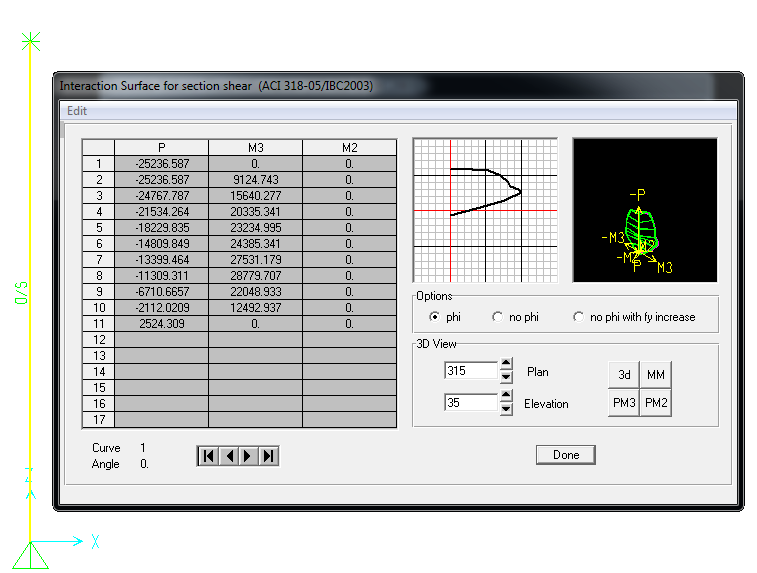 Interaction Surface for section shear (ACI 318-05/IBC2003)
Edit
P M3 M2
1 -25236.587 0. 0.
2 -25236.587 9124.743 0.
3 -24767.787 15640.277 0.
4 -21534.264 20335.341 0.
5 -18229.835 23234.995 0.
6 -14809.849 24385.341 0.
7 -13399.464 27531.179 0.
8 -11309.311 28779.707 0.
9 -6710.6657 22048.933 0.
10 -2112.0209 12492.937 0.
11 2524.309 0. 0.
12
13
14
15
16
17
Curve 1
Angle 0.
-P
-M3
-M2
P
M3
Options
phi no phi no phi with fy increase
3D View
315 Plan
35 Elevation
3d MM
PM3 PM2
Done
0/S
Z
X